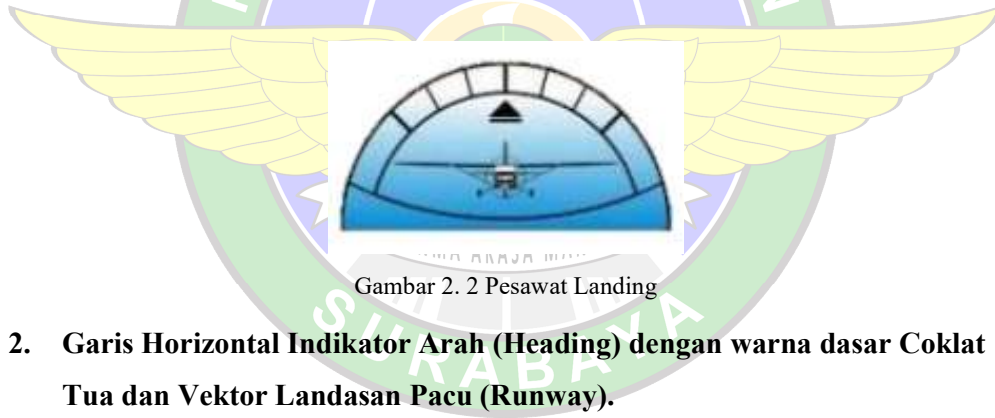 Gambar 2. 2 Pesawat Landing
2. Garis Horizontal Indikator Arah (Heading) dengan warna dasar Coklat
Tua dan Vektor Landasan Pacu (Runway).
SURABAYA